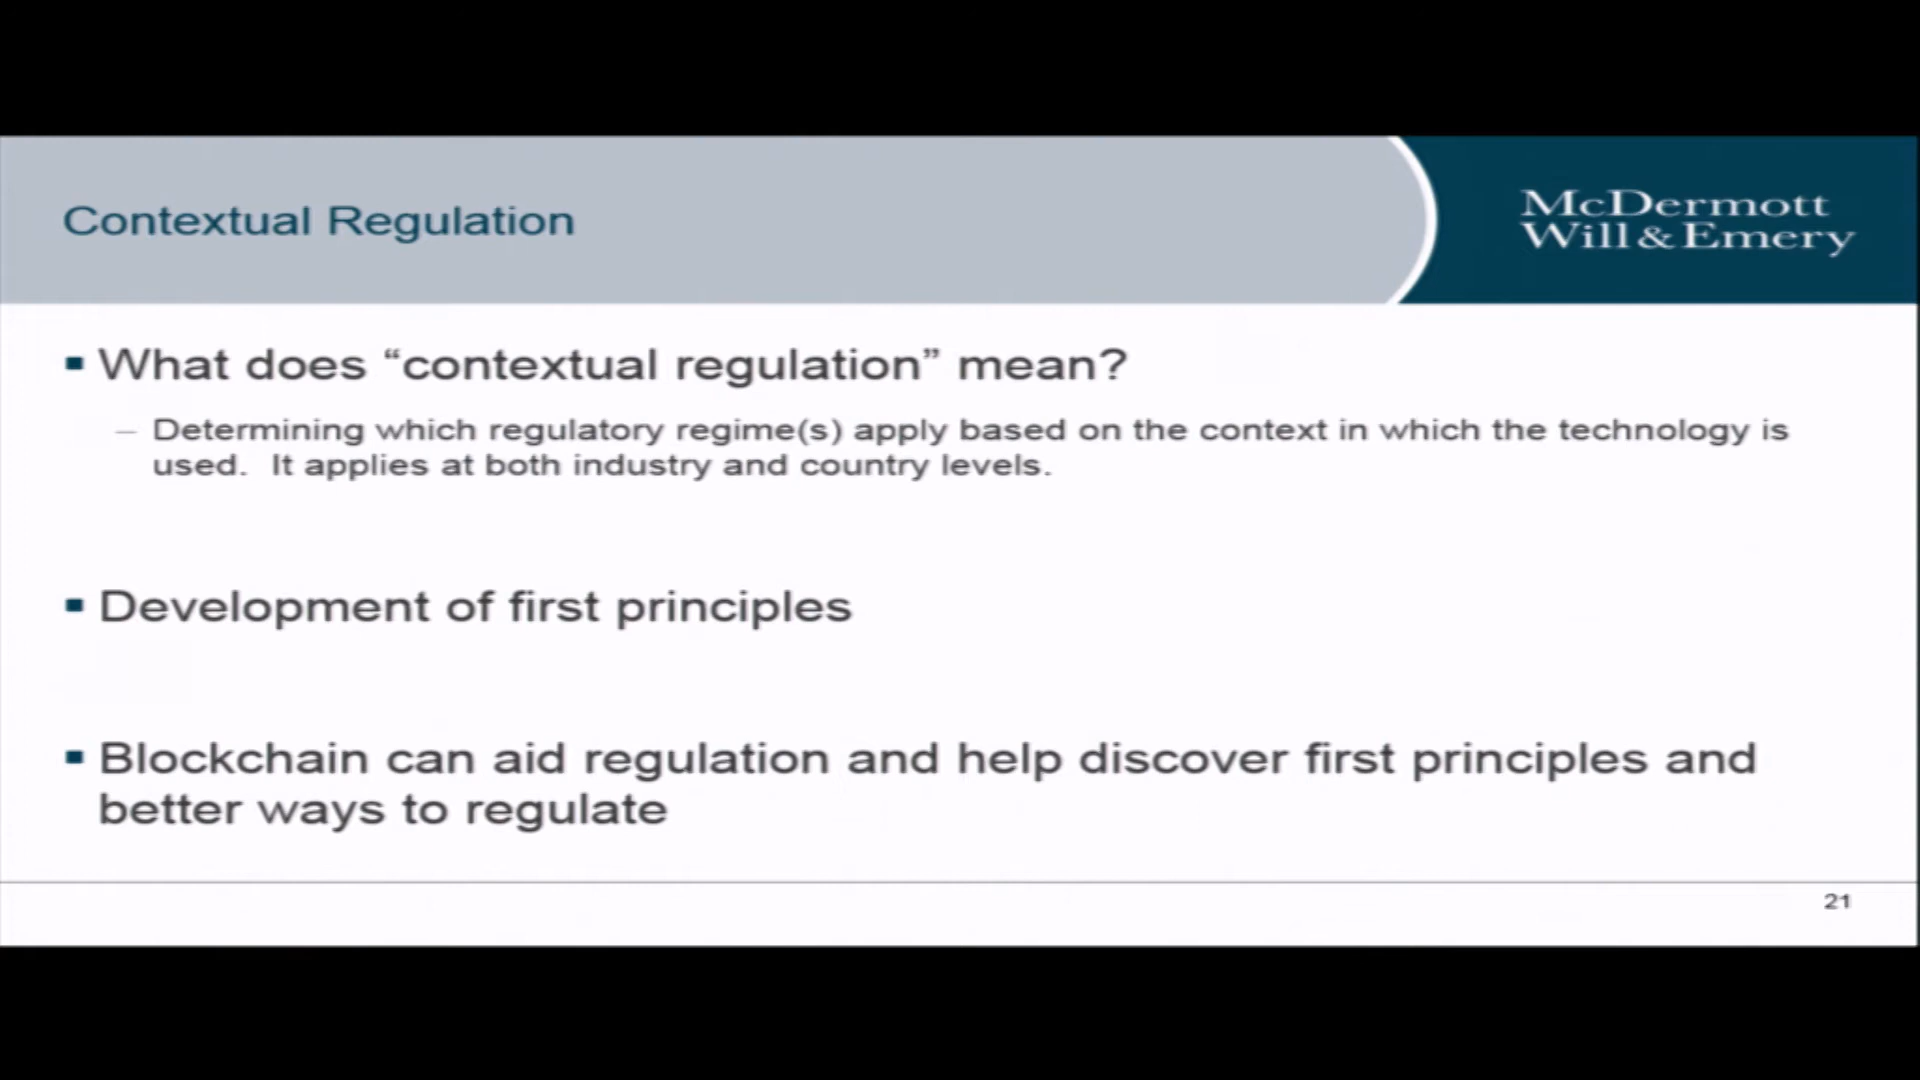 Contextual Regulation
McDermott
Will & Emery
▪ What does “contextual regulation” mean?
– Determining which regulatory regime(s) apply based on the context in which the technology is
used.  It applies at both industry and country levels.
▪ Development of first principles
▪ Blockchain can aid regulation and help discover first principles and
better ways to regulate
21